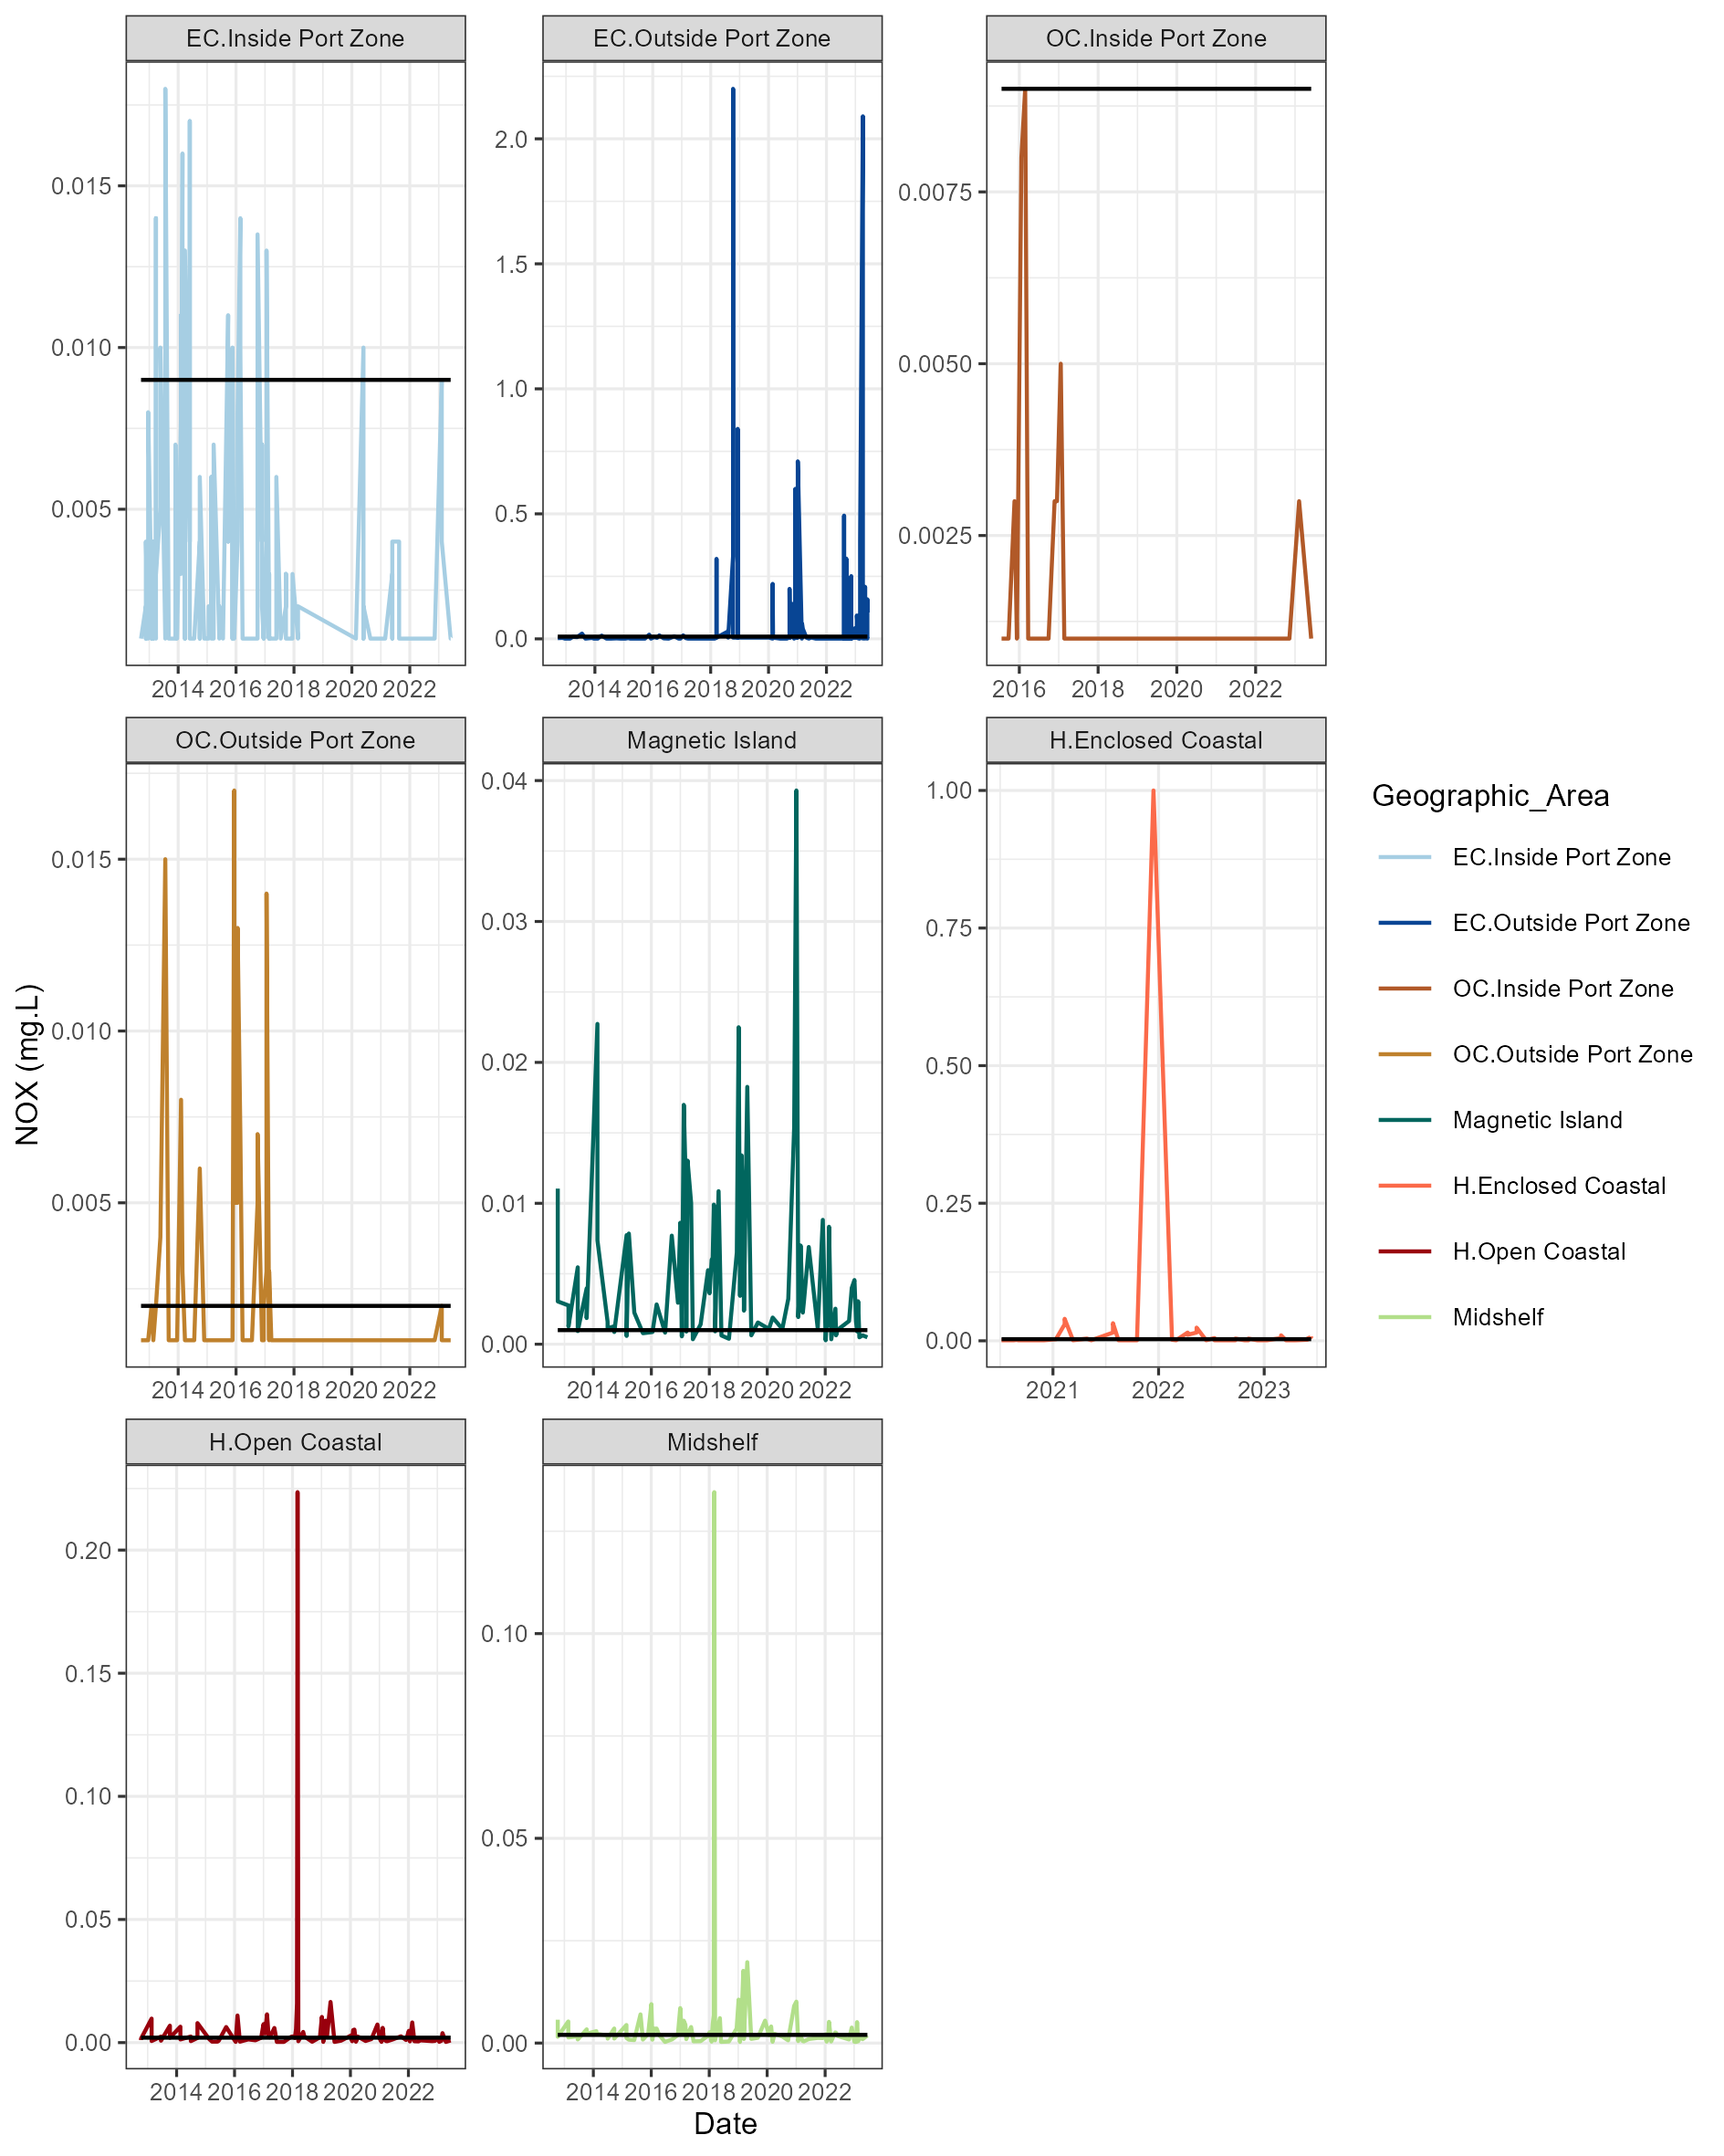 EC.Inside Port Zone
EC.Outside Port Zone
OC.Inside Port Zone
0.015
0.010
0.005
2.0
1.5
1.0
0.5
0.0
0.0075
0.0050
0.0025
2014 2016 2018 2020 2022
2014 2016 2018 2020 2022
2016 2018 2020 2022
OC.Outside Port Zone
Magnetic Island
H.Enclosed Coastal
0.015
0.010
0.005
0.04
0.03
0.02
0.01
0.00
1.00
0.75
0.50
0.25
0.00
2014 2016 2018 2020 2022
2014 2016 2018 2020 2022
2021 2022 2023
H.Open Coastal
Midshelf
0.20
0.15
0.10
0.05
0.00
0.10
0.05
0.00
2014 2016 2018 2020 2022
2014 2016 2018 2020 2022
NOX (mg.L)
Date
Geographic_Area
EC.Inside Port Zone
EC.Outside Port Zone
OC.Inside Port Zone
OC.Outside Port Zone
Magnetic Island
H.Enclosed Coastal
H.Open Coastal
Midshelf